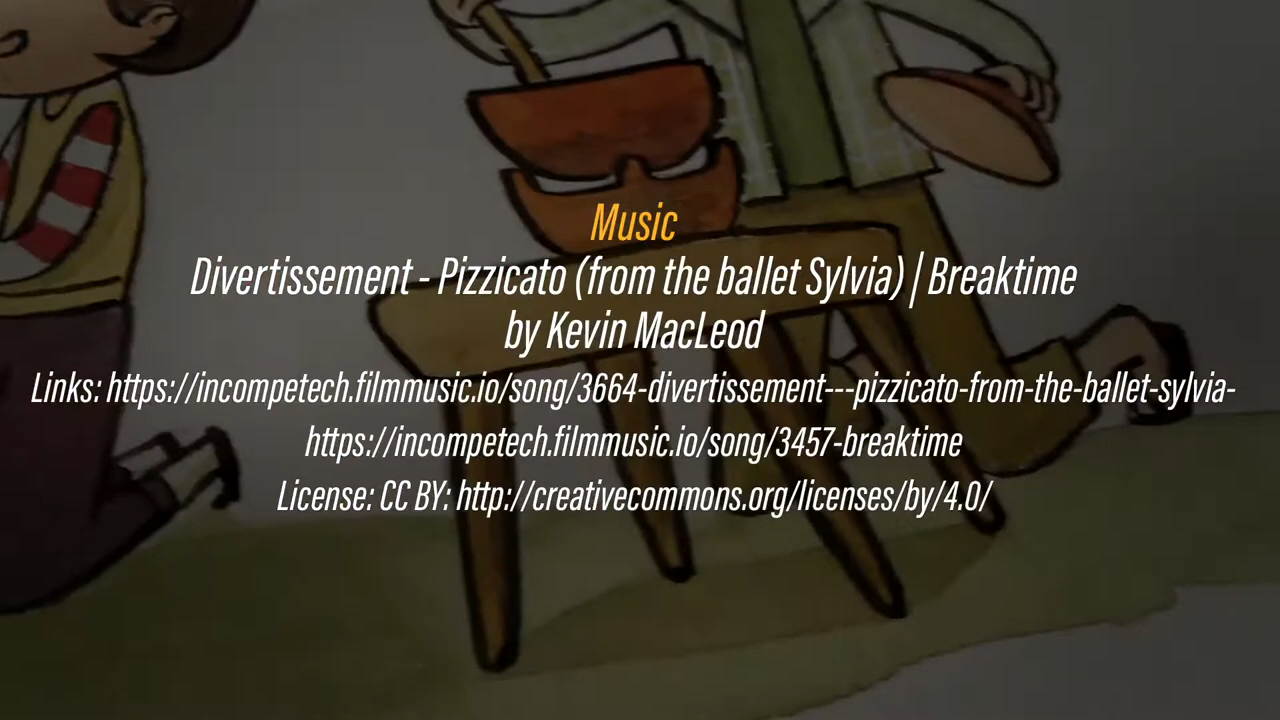 Music
Divertissement - Pizzicato (from the ballet Sylvia) | Breaktime
by Kevin MacLeod
Links: https://incompetech.filmmusic.io/song/3664-divertissement---pizzicato-from-the-ballet-sylvia-
https://incompetech.filmmusic.io/song/3457-breaktime
License: CC BY: http://creativecommons.org/licenses/by/4.0/